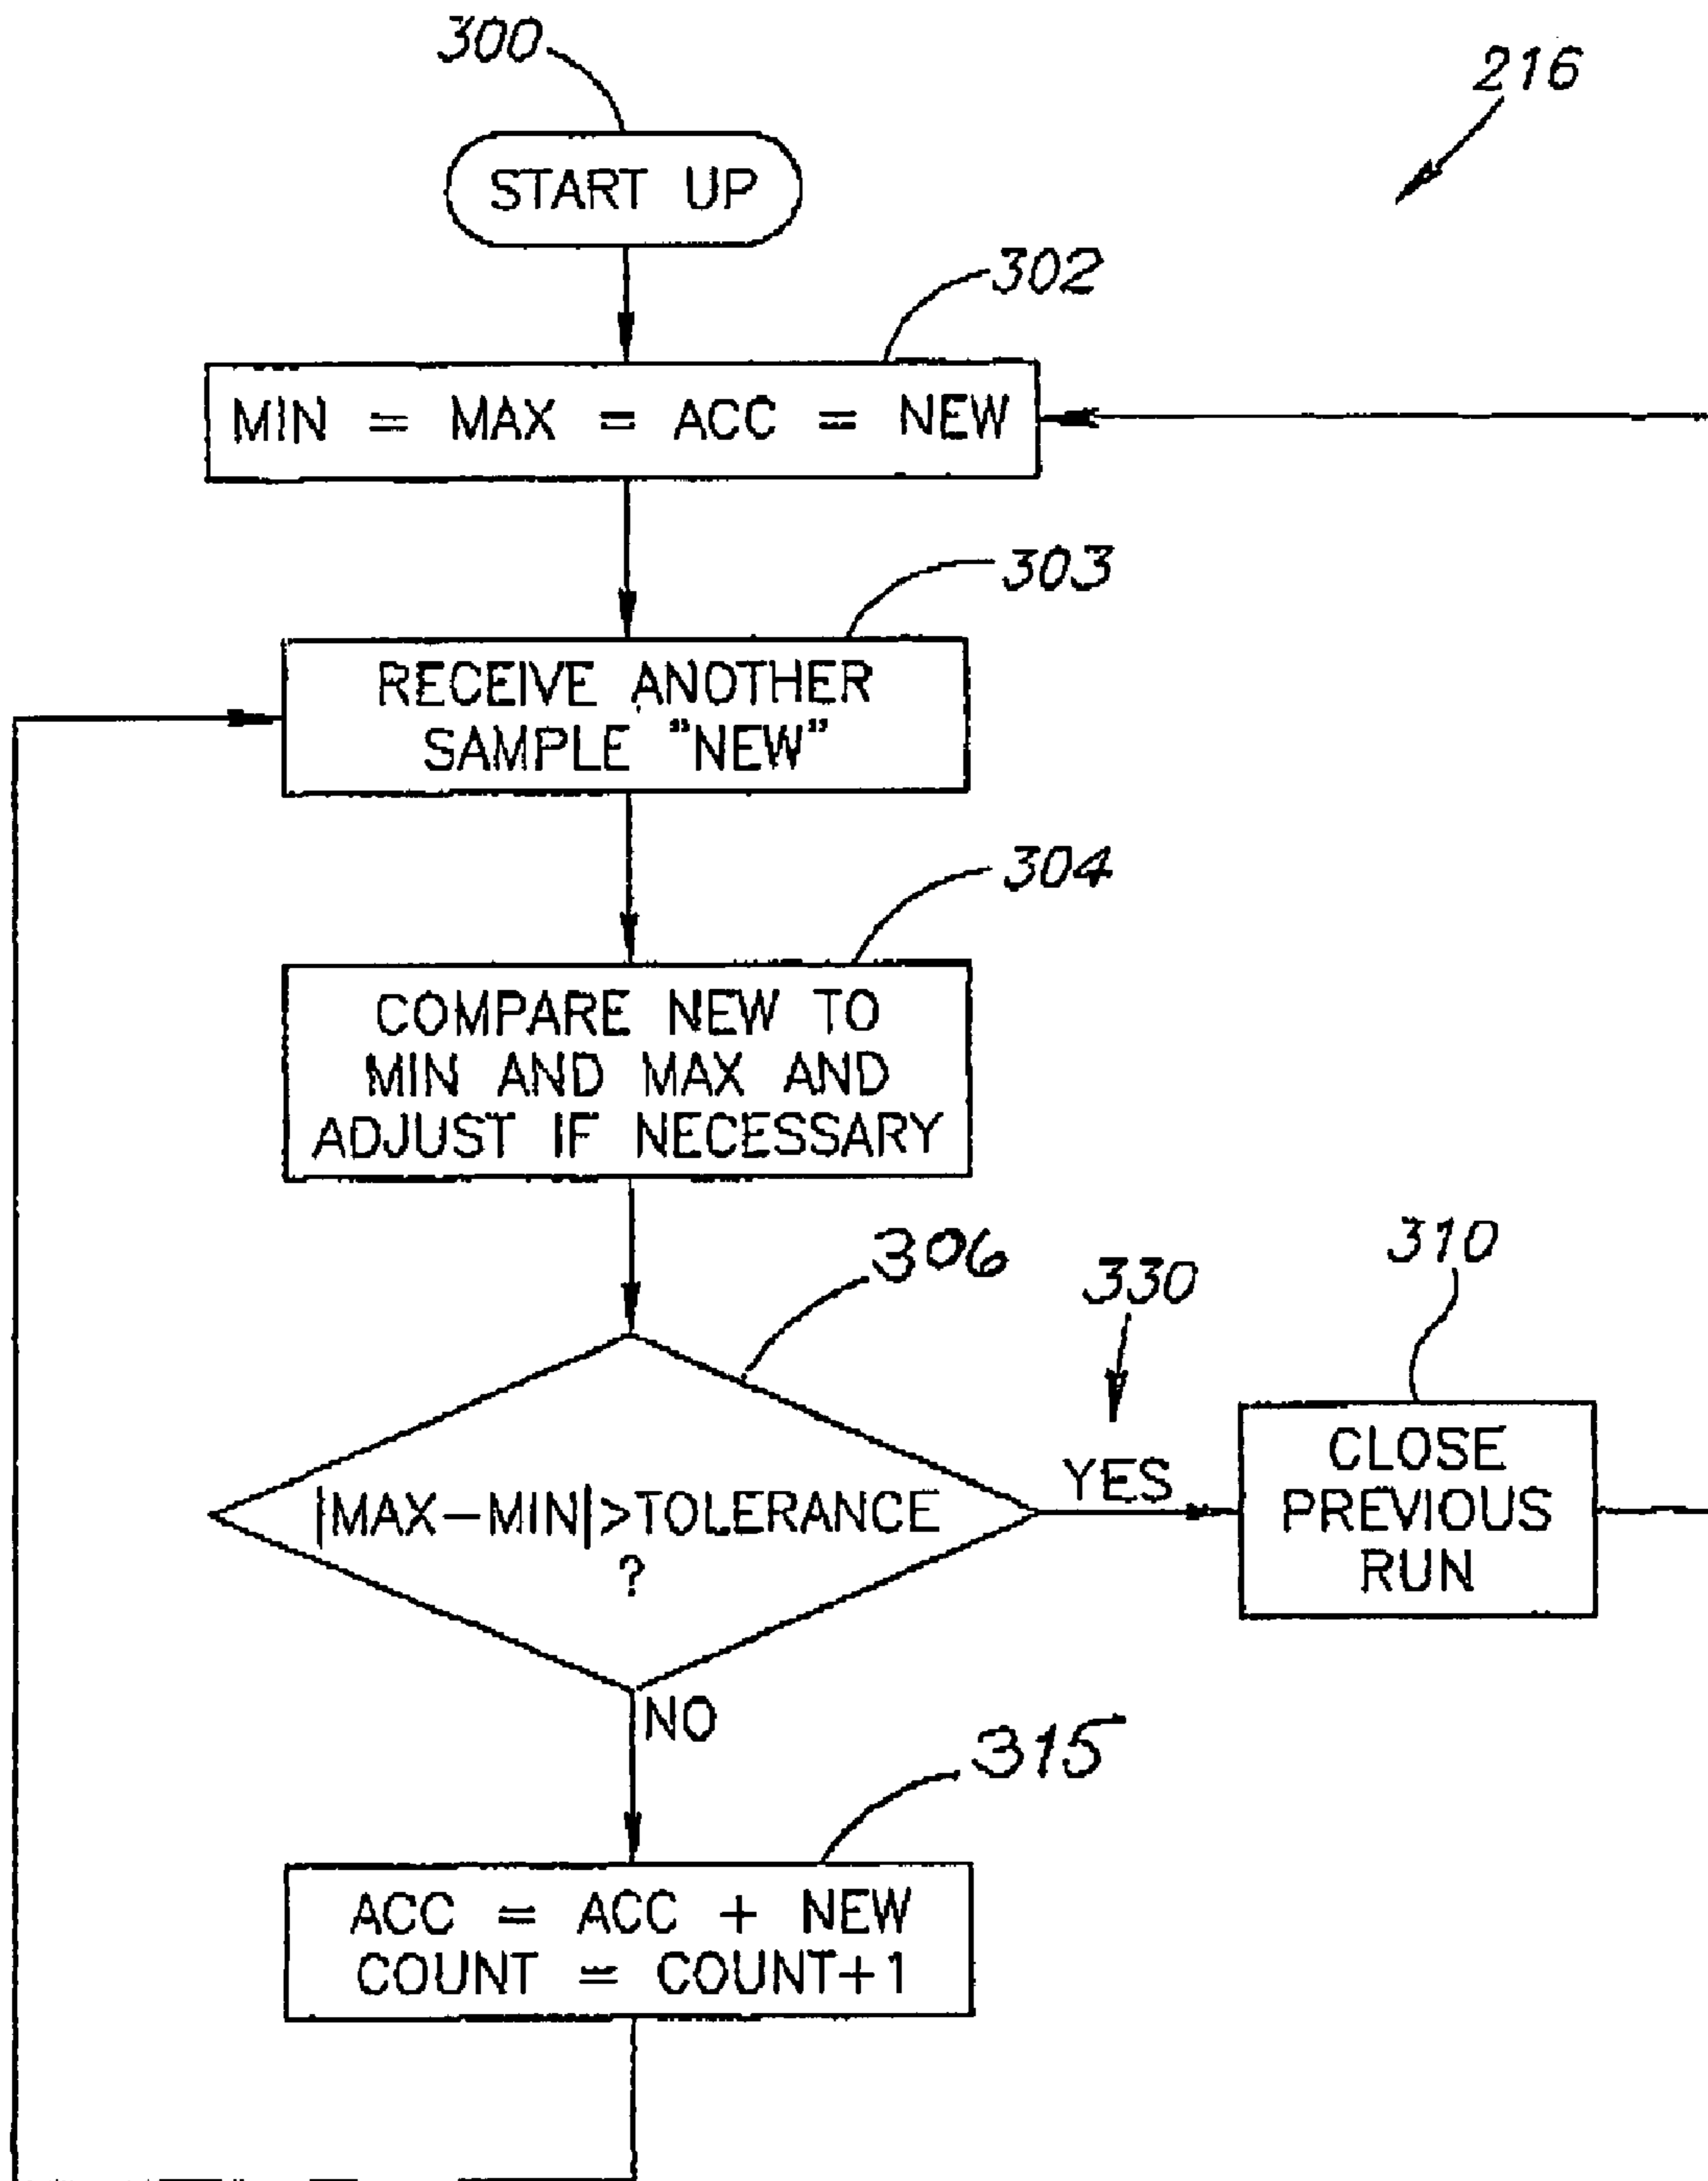 300
216
START UP
302
MIN = MAX = ACC = NEW
303
RECEIVE ANOTHER
SAMPLE "NEW"
304
COMPARE NEW TO
MIN AND MAX AND
ADJUST IF NECESSARY
306
330
310
|MAX-MIN|>TOLERANCE
?
YES
CLOSE
PREVIOUS
RUN
NO
315
ACC = ACC + NEW
COUNT = COUNT+1